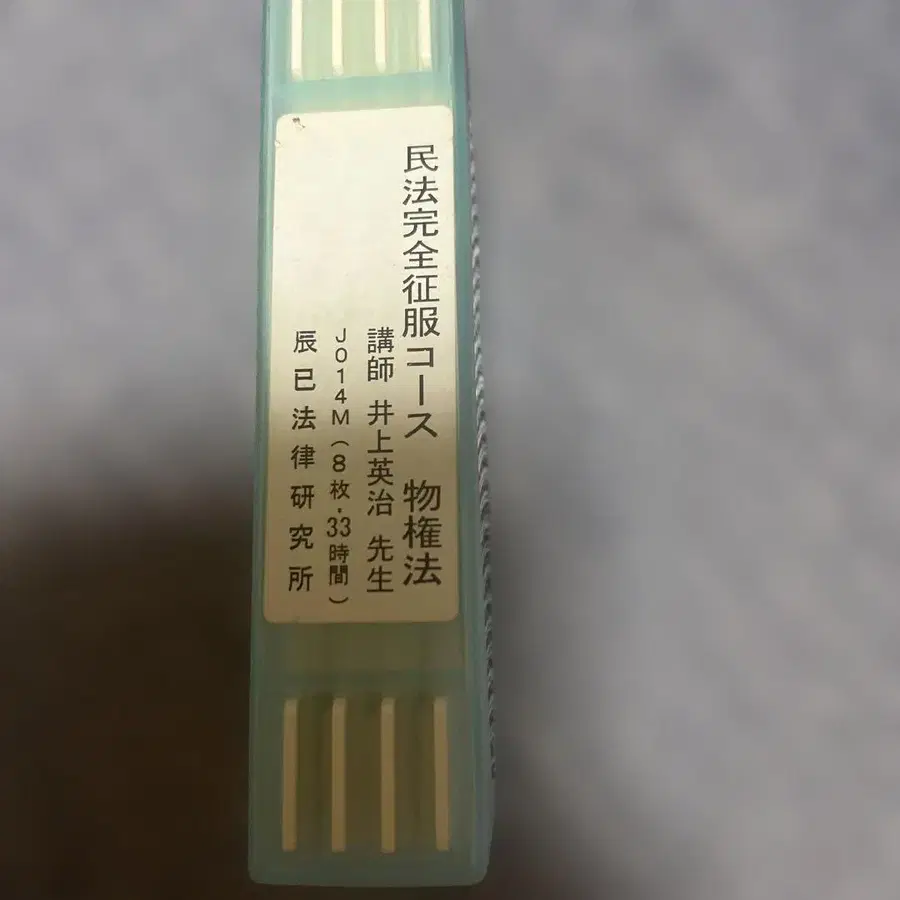 民法完全征服コース 物権法
講師 井上英治 先生
J014M(8枚・33時間)
辰已法律研究所